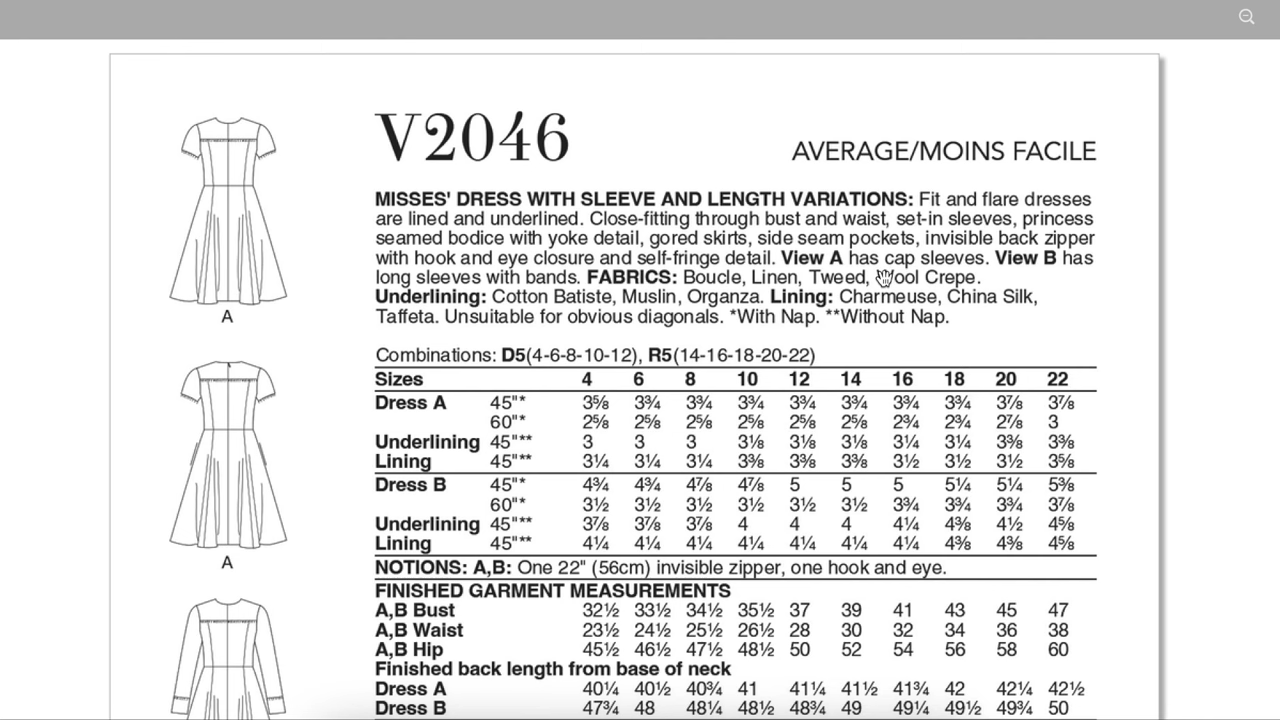 V2046
AVERAGE/MOINS FACILE
MISSES' DRESS WITH SLEEVE AND LENGTH VARIATIONS: Fit and flare dresses
are lined and underlined. Close-fitting through bust and waist, set-in sleeves, princess
seamed bodice with yoke detail, gored skirts, side seam pockets, invisible back zipper
with hook and eye closure and self-fringe detail. View A has cap sleeves. View B has
long sleeves with bands. FABRICS: Boucle, Linen, Tweed, Wool Crepe.
Underlining: Cotton Batiste, Muslin, Organza. Lining: Charmeuse, China Silk,
Taffeta. Unsuitable for obvious diagonals. *With Nap. **Without Nap.
A
Combinations: D5(4-6-8-10-12), R5(14-16-18-20-22)
Sizes 4 6 8 10 12 14 16 18 20 22
Dress A 45"* 3⅝ 3¾ 3¾ 3¾ 3¾ 3¾ 3¾ 3¾ 3⅞ 3⅞
60"* 2⅝ 2⅝ 2⅝ 2⅝ 2⅝ 2⅝ 2¾ 2¾ 2⅞ 3
Underlining 45"** 3 3 3 3⅛ 3⅛ 3⅛ 3¼ 3¼ 3⅜ 3⅜
Lining 45"** 3¼ 3¼ 3¼ 3⅜ 3⅜ 3⅜ 3½ 3½ 3½ 3⅝
Dress B 45"* 4¾ 4¾ 4⅞ 4⅞ 5 5 5 5¼ 5¼ 5⅜
60"* 3½ 3½ 3½ 3½ 3½ 3½ 3¾ 3¾ 3¾ 3⅞
Underlining 45"** 3⅞ 3⅞ 3⅞ 4 4 4 4¼ 4⅜ 4½ 4⅝
Lining 45"** 4¼ 4¼ 4¼ 4¼ 4¼ 4¼ 4¼ 4⅜ 4⅜ 4⅝
A
NOTIONS: A,B: One 22" (56cm) invisible zipper, one hook and eye.
FINISHED GARMENT MEASUREMENTS
A,B Bust 32½ 33½ 34½ 35½ 37 39 41 43 45 47
A,B Waist 23½ 24½ 25½ 26½ 28 30 32 34 36 38
A,B Hip 45½ 46½ 47½ 48½ 50 52 54 56 58 60
Finished back length from base of neck
Dress A 40¼ 40½ 40¾ 41 41¼ 41½ 41¾ 42 42¼ 42½
Dress B 47¾ 48 48¼ 48½ 48¾ 49 49¼ 49½ 49¾ 50